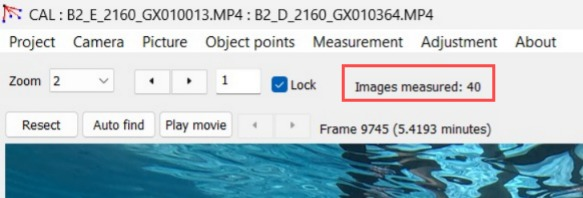 CAL : B2_E_2160_GX010013.MP4 : B2_D_2160_GX010364.MP4
Project Camera Picture Object points Measurement Adjustment About
Zoom 2 1 Lock Images measured: 40
Resect Auto find Play movie Frame 9745 (5.4193 minutes)